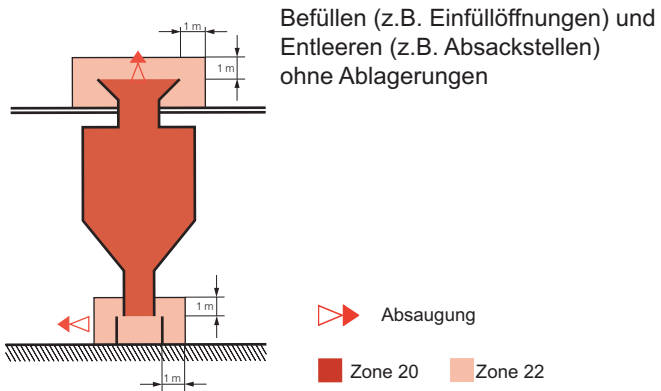 Befüllen (z.B. Einfüllöffnungen) und
Entleeren (z.B. Absackstellen)
ohne Ablagerungen
1 m
1 m
1 m
1 m
Absaugung
Zone 20
Zone 22